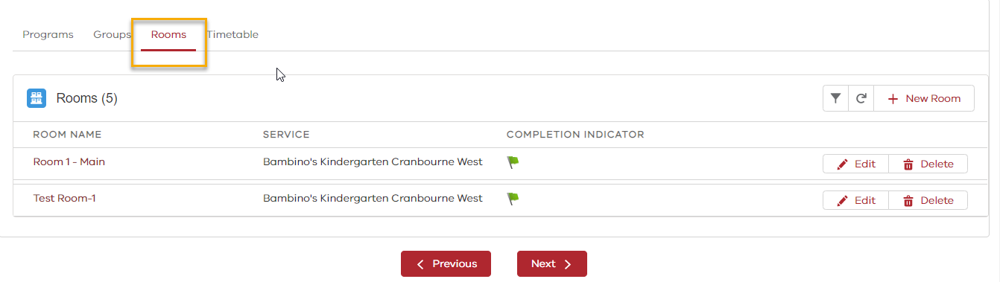 Programs Groups Rooms Timetable
Rooms (5) New Room
ROOM NAME SERVICE COMPLETION INDICATOR
Room 1 - Main Bambino's Kindergarten Cranbourne West Edit Delete
Test Room-1 Bambino's Kindergarten Cranbourne West Edit Delete
Previous Next